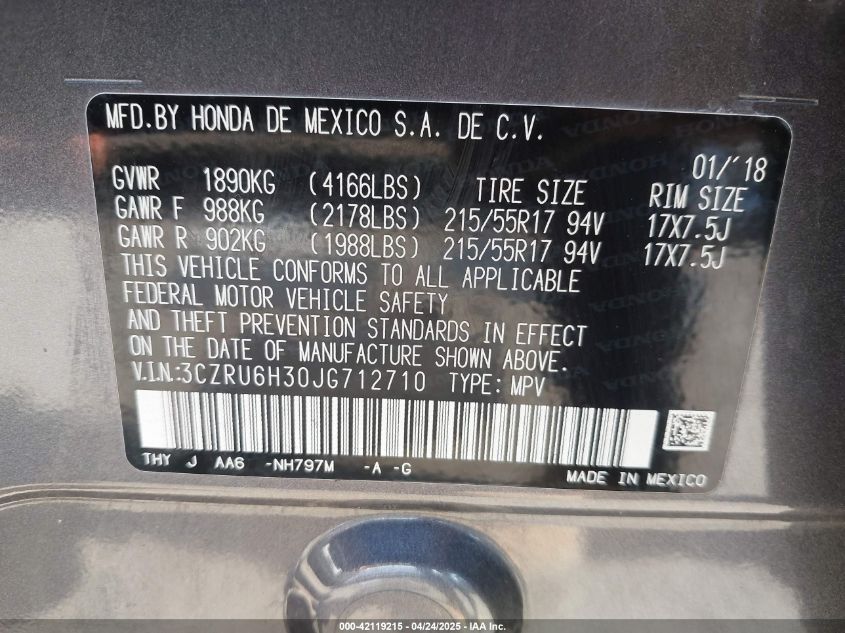 MFD.BY HONDA DE MEXICO S.A. DE C.V.
01/'18
GVWR 1890KG (4166LBS) TIRE SIZE RIM SIZE
GAWR F 988KG (2178LBS) 215/55R17 94V 17X7.5J
GAWR R 902KG (1988LBS) 215/55R17 94V 17X7.5J
THIS VEHICLE CONFORMS TO ALL APPLICABLE
FEDERAL MOTOR VEHICLE SAFETY
AND THEFT PREVENTION STANDARDS IN EFFECT
ON THE DATE OF MANUFACTURE SHOWN ABOVE.
V.I.N.:3CZRU6H30JG712710 TYPE: MPV
THY J AA6 -NH797M -A -G
MADE IN MEXICO
000-42119215 - 04/24/2025 - IAA Inc.